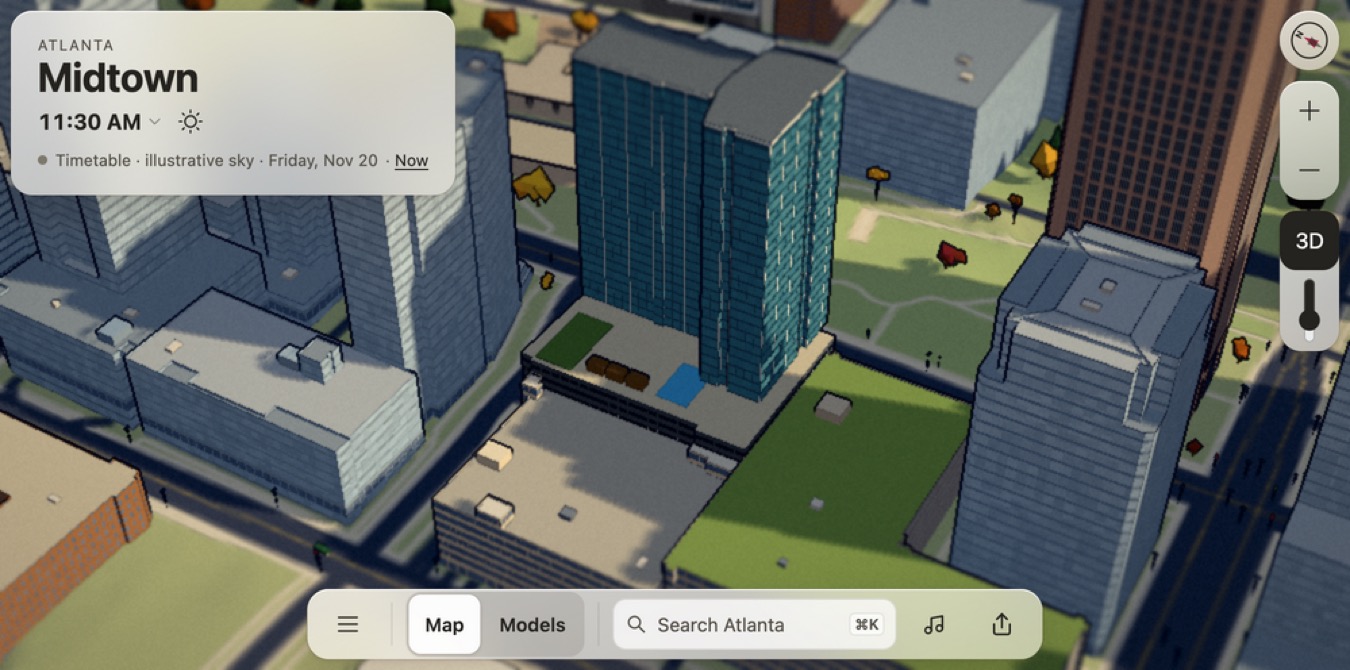 ATLANTA
Midtown
11:30 AM
Timetable · illustrative sky · Friday, Nov 20 · Now
N
3D
Map
Models
Search Atlanta
⌘K